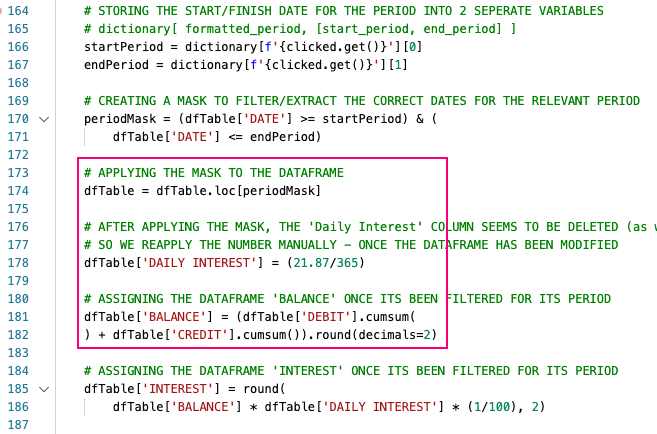 164 # STORING THE START/FINISH DATE FOR THE PERIOD INTO 2 SEPERATE VARIABLES
165 # dictionary[ formatted_period, [start_period, end_period] ]
166 startPeriod = dictionary[f'{clicked.get()}'][0]
167 endPeriod = dictionary[f'{clicked.get()}'][1]
168
169 # CREATING A MASK TO FILTER/EXTRACT THE CORRECT DATES FOR THE RELEVANT PERIOD
170 periodMask = (dfTable['DATE'] >= startPeriod) & (
171 dfTable['DATE'] <= endPeriod)
172
173 # APPLYING THE MASK TO THE DATAFRAME
174 dfTable = dfTable.loc[periodMask]
175
176 # AFTER APPLYING THE MASK, THE 'Daily Interest' COLUMN SEEMS TO BE DELETED (as
177 # SO WE REAPPLY THE NUMBER MANUALLY - ONCE THE DATAFRAME HAS BEEN MODIFIED
178 dfTable['DAILY INTEREST'] = (21.87/365)
179
180 # ASSIGNING THE DATAFRAME 'BALANCE' ONCE ITS BEEN FILTERED FOR ITS PERIOD
181 dfTable['BALANCE'] = (dfTable['DEBIT'].cumsum(
182 ) + dfTable['CREDIT'].cumsum()).round(decimals=2)
183
184 # ASSIGNING THE DATAFRAME 'INTEREST' ONCE ITS BEEN FILTERED FOR ITS PERIOD
185 dfTable['INTEREST'] = round(
186 dfTable['BALANCE'] * dfTable['DAILY INTEREST'] * (1/100), 2)
187